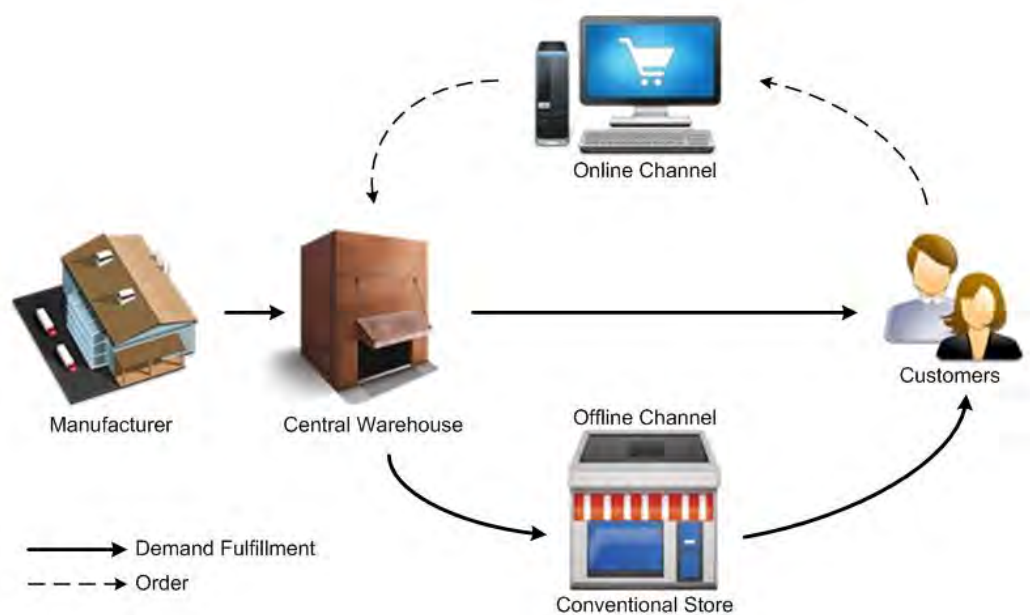 Online Channel
Manufacturer
Central Warehouse
Customers
Offline Channel
Conventional Store
Demand Fulfillment
Order